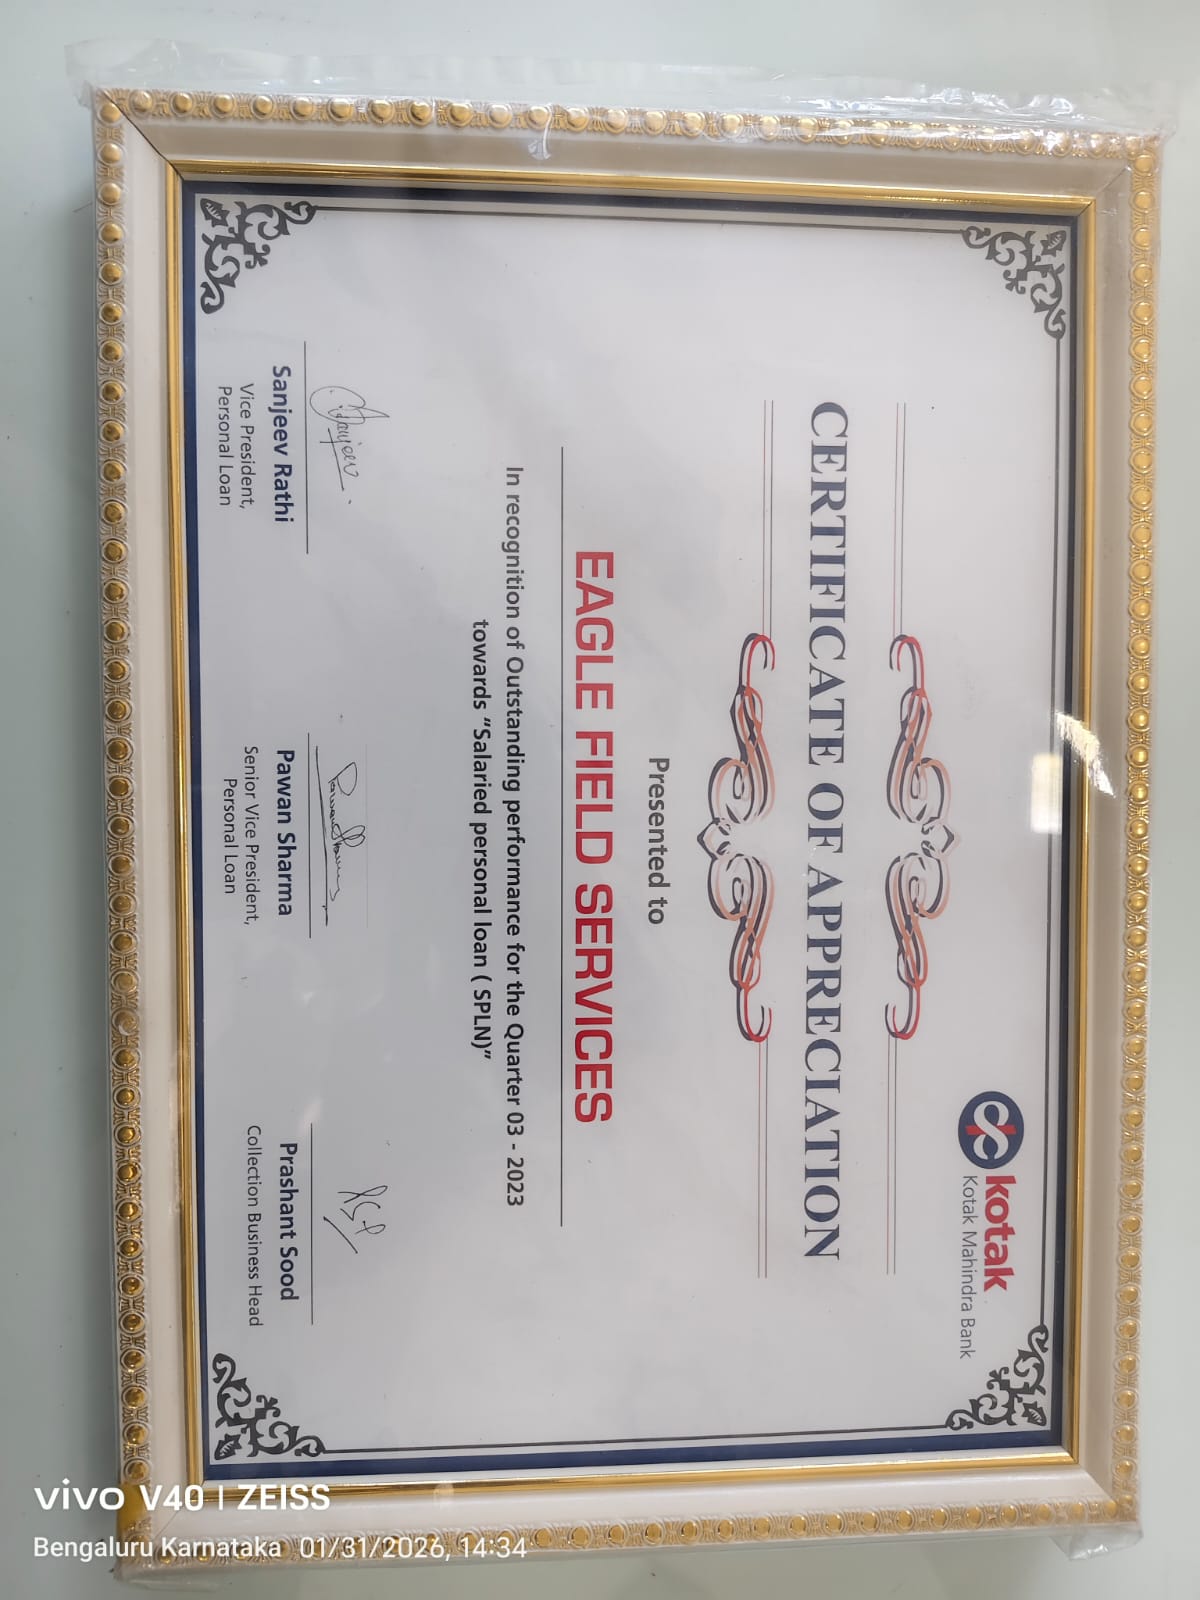 kotak
Kotak Mahindra Bank
CERTIFICATE OF APPRECIATION
Presented to
EAGLE FIELD SERVICES
In recognition of Outstanding performance for the Quarter 03 - 2023
towards "Salaried personal loan ( SPLN)"
Sanjeev
Sanjeev Rathi
Vice President,
Personal Loan
Pawan Sharma
Senior Vice President,
Personal Loan
Prashant Sood
Collection Business Head
vivo V40 | ZEISS
Bengaluru Karnataka 01/31/2026, 14:34